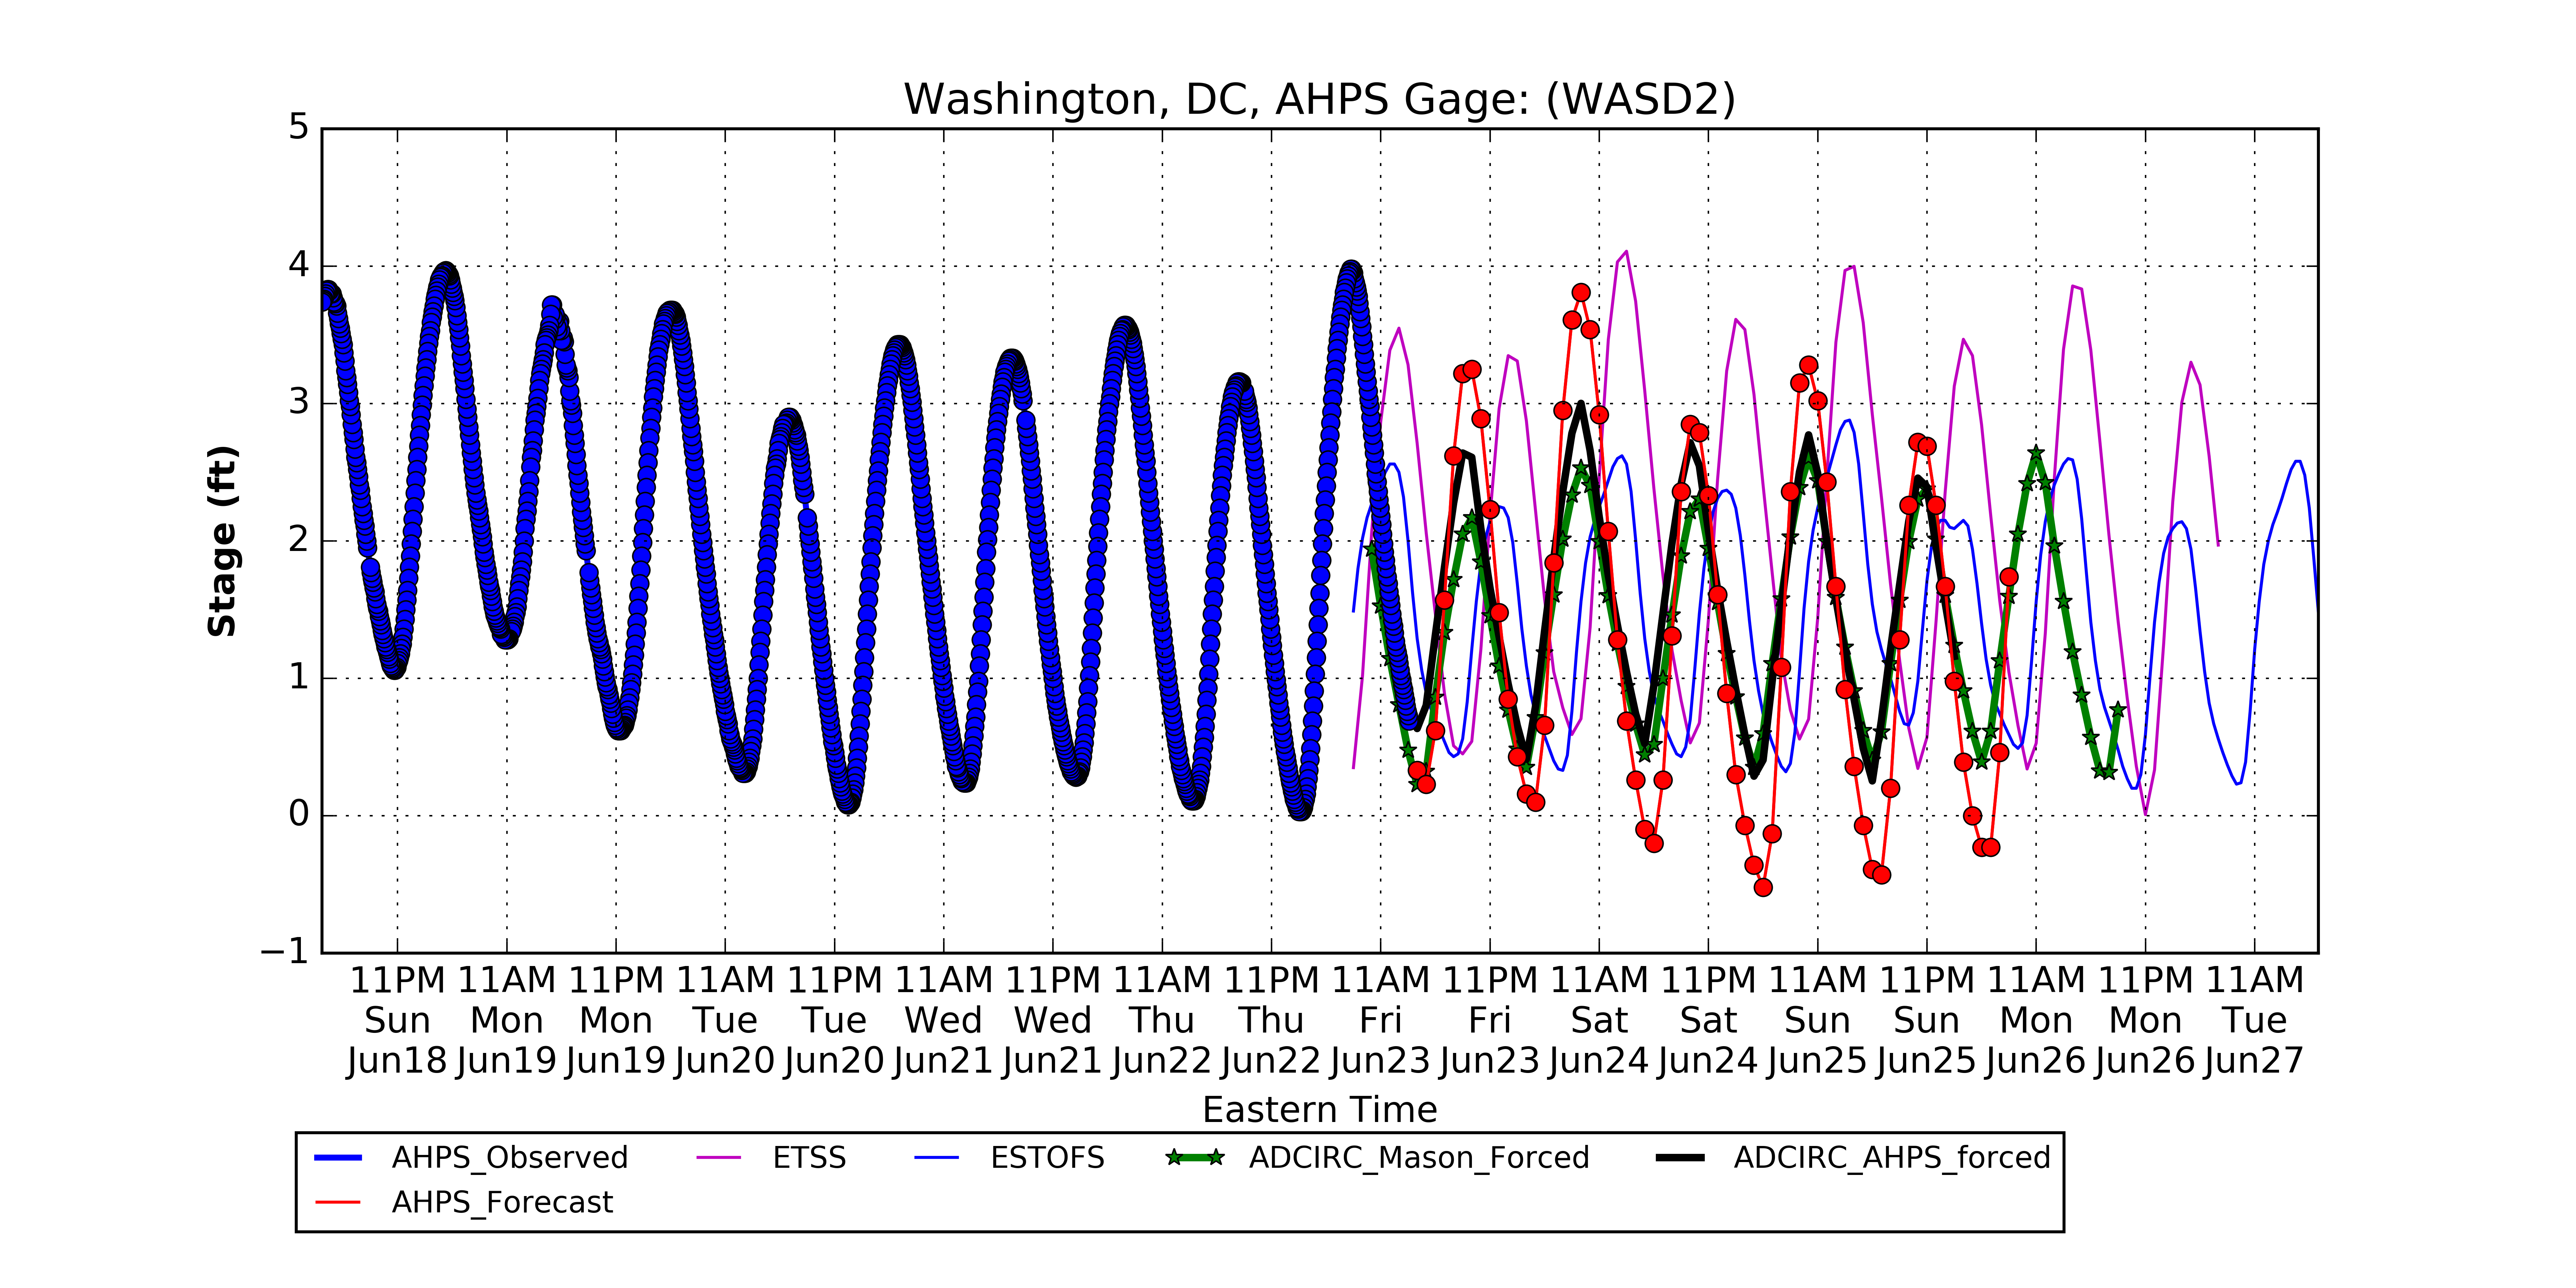 Washington, DC, AHPS Gage: (WASD2)
5
4
3
2
1
0
−1
Stage (ft)
11PM 11AM 11PM 11AM 11PM 11AM 11PM 11AM 11PM 11AM 11PM 11AM 11PM 11AM 11PM 11AM 11PM 11AM
Sun Mon Mon Tue Tue Wed Wed Thu Thu Fri Fri Sat Sat Sun Sun Mon Mon Tue
Jun18 Jun19 Jun19 Jun20 Jun20 Jun21 Jun21 Jun22 Jun22 Jun23 Jun23 Jun24 Jun24 Jun25 Jun25 Jun26 Jun26 Jun27
Eastern Time
AHPS_Observed ETSS ESTOFS ADCIRC_Mason_Forced ADCIRC_AHPS_forced
AHPS_Forecast